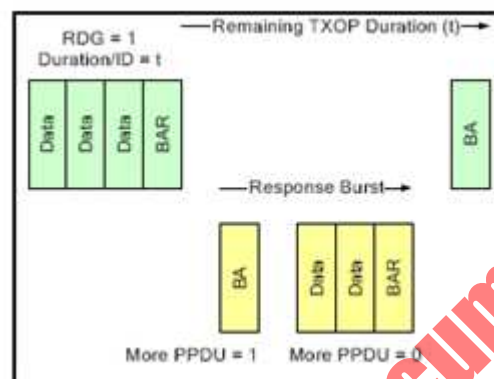 RDG = 1
Duration/ID = t
Remaining TXOP Duration (t)
Data
Data
Data
BAR
BA
Response Burst
BA
Data
Data
BAR
More PPDU = 1
More PPDU = 0